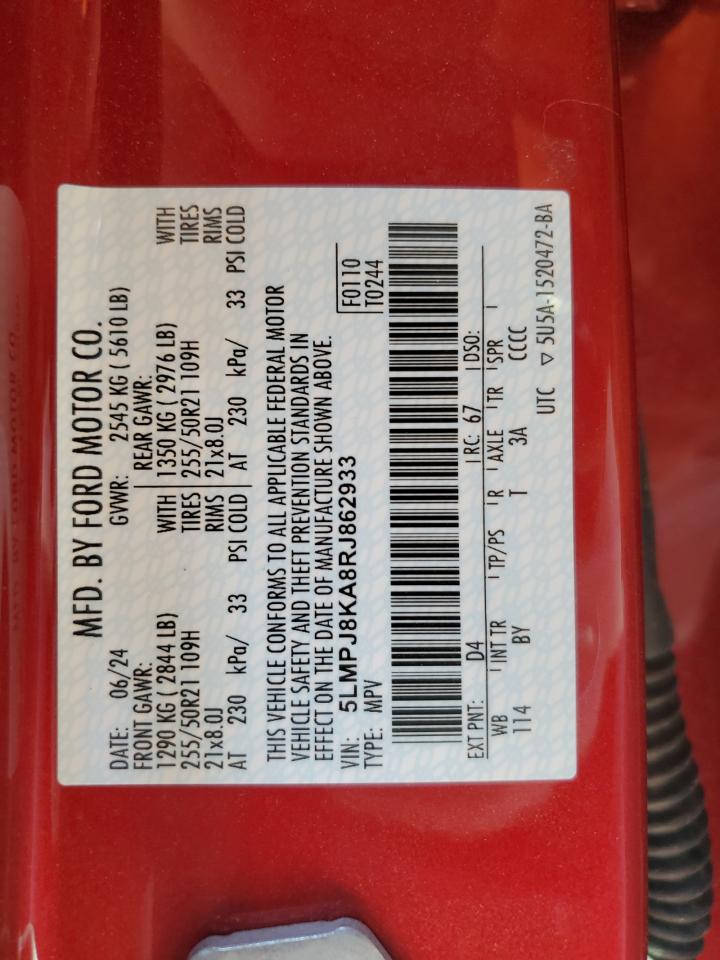 MFD. BY FORD MOTOR CO.
DATE: 06/24 GVWR: 2545 KG ( 5610 LB)
FRONT GAWR: REAR GAWR:
1290 KG ( 2844 LB) WITH 1350 KG ( 2976 LB) WITH
255/50R21 109H TIRES 255/50R21 109H TIRES
21x8.0J RIMS 21x8.0J RIMS
AT 230 kPa/ 33 PSI COLD AT 230 kPa/ 33 PSI COLD
THIS VEHICLE CONFORMS TO ALL APPLICABLE FEDERAL MOTOR
VEHICLE SAFETY AND THEFT PREVENTION STANDARDS IN
EFFECT ON THE DATE OF MANUFACTURE SHOWN ABOVE.
VIN: 5LMPJ8KA8RJ862933 F0110
TYPE: MPV T0244
EXT PNT: D4 RC: 67 DSO:
WB INT TR TP/PS R AXLE TR SPR
114 BY T 3A CCCC
UTC ▽ 5U5A-1520472-BA